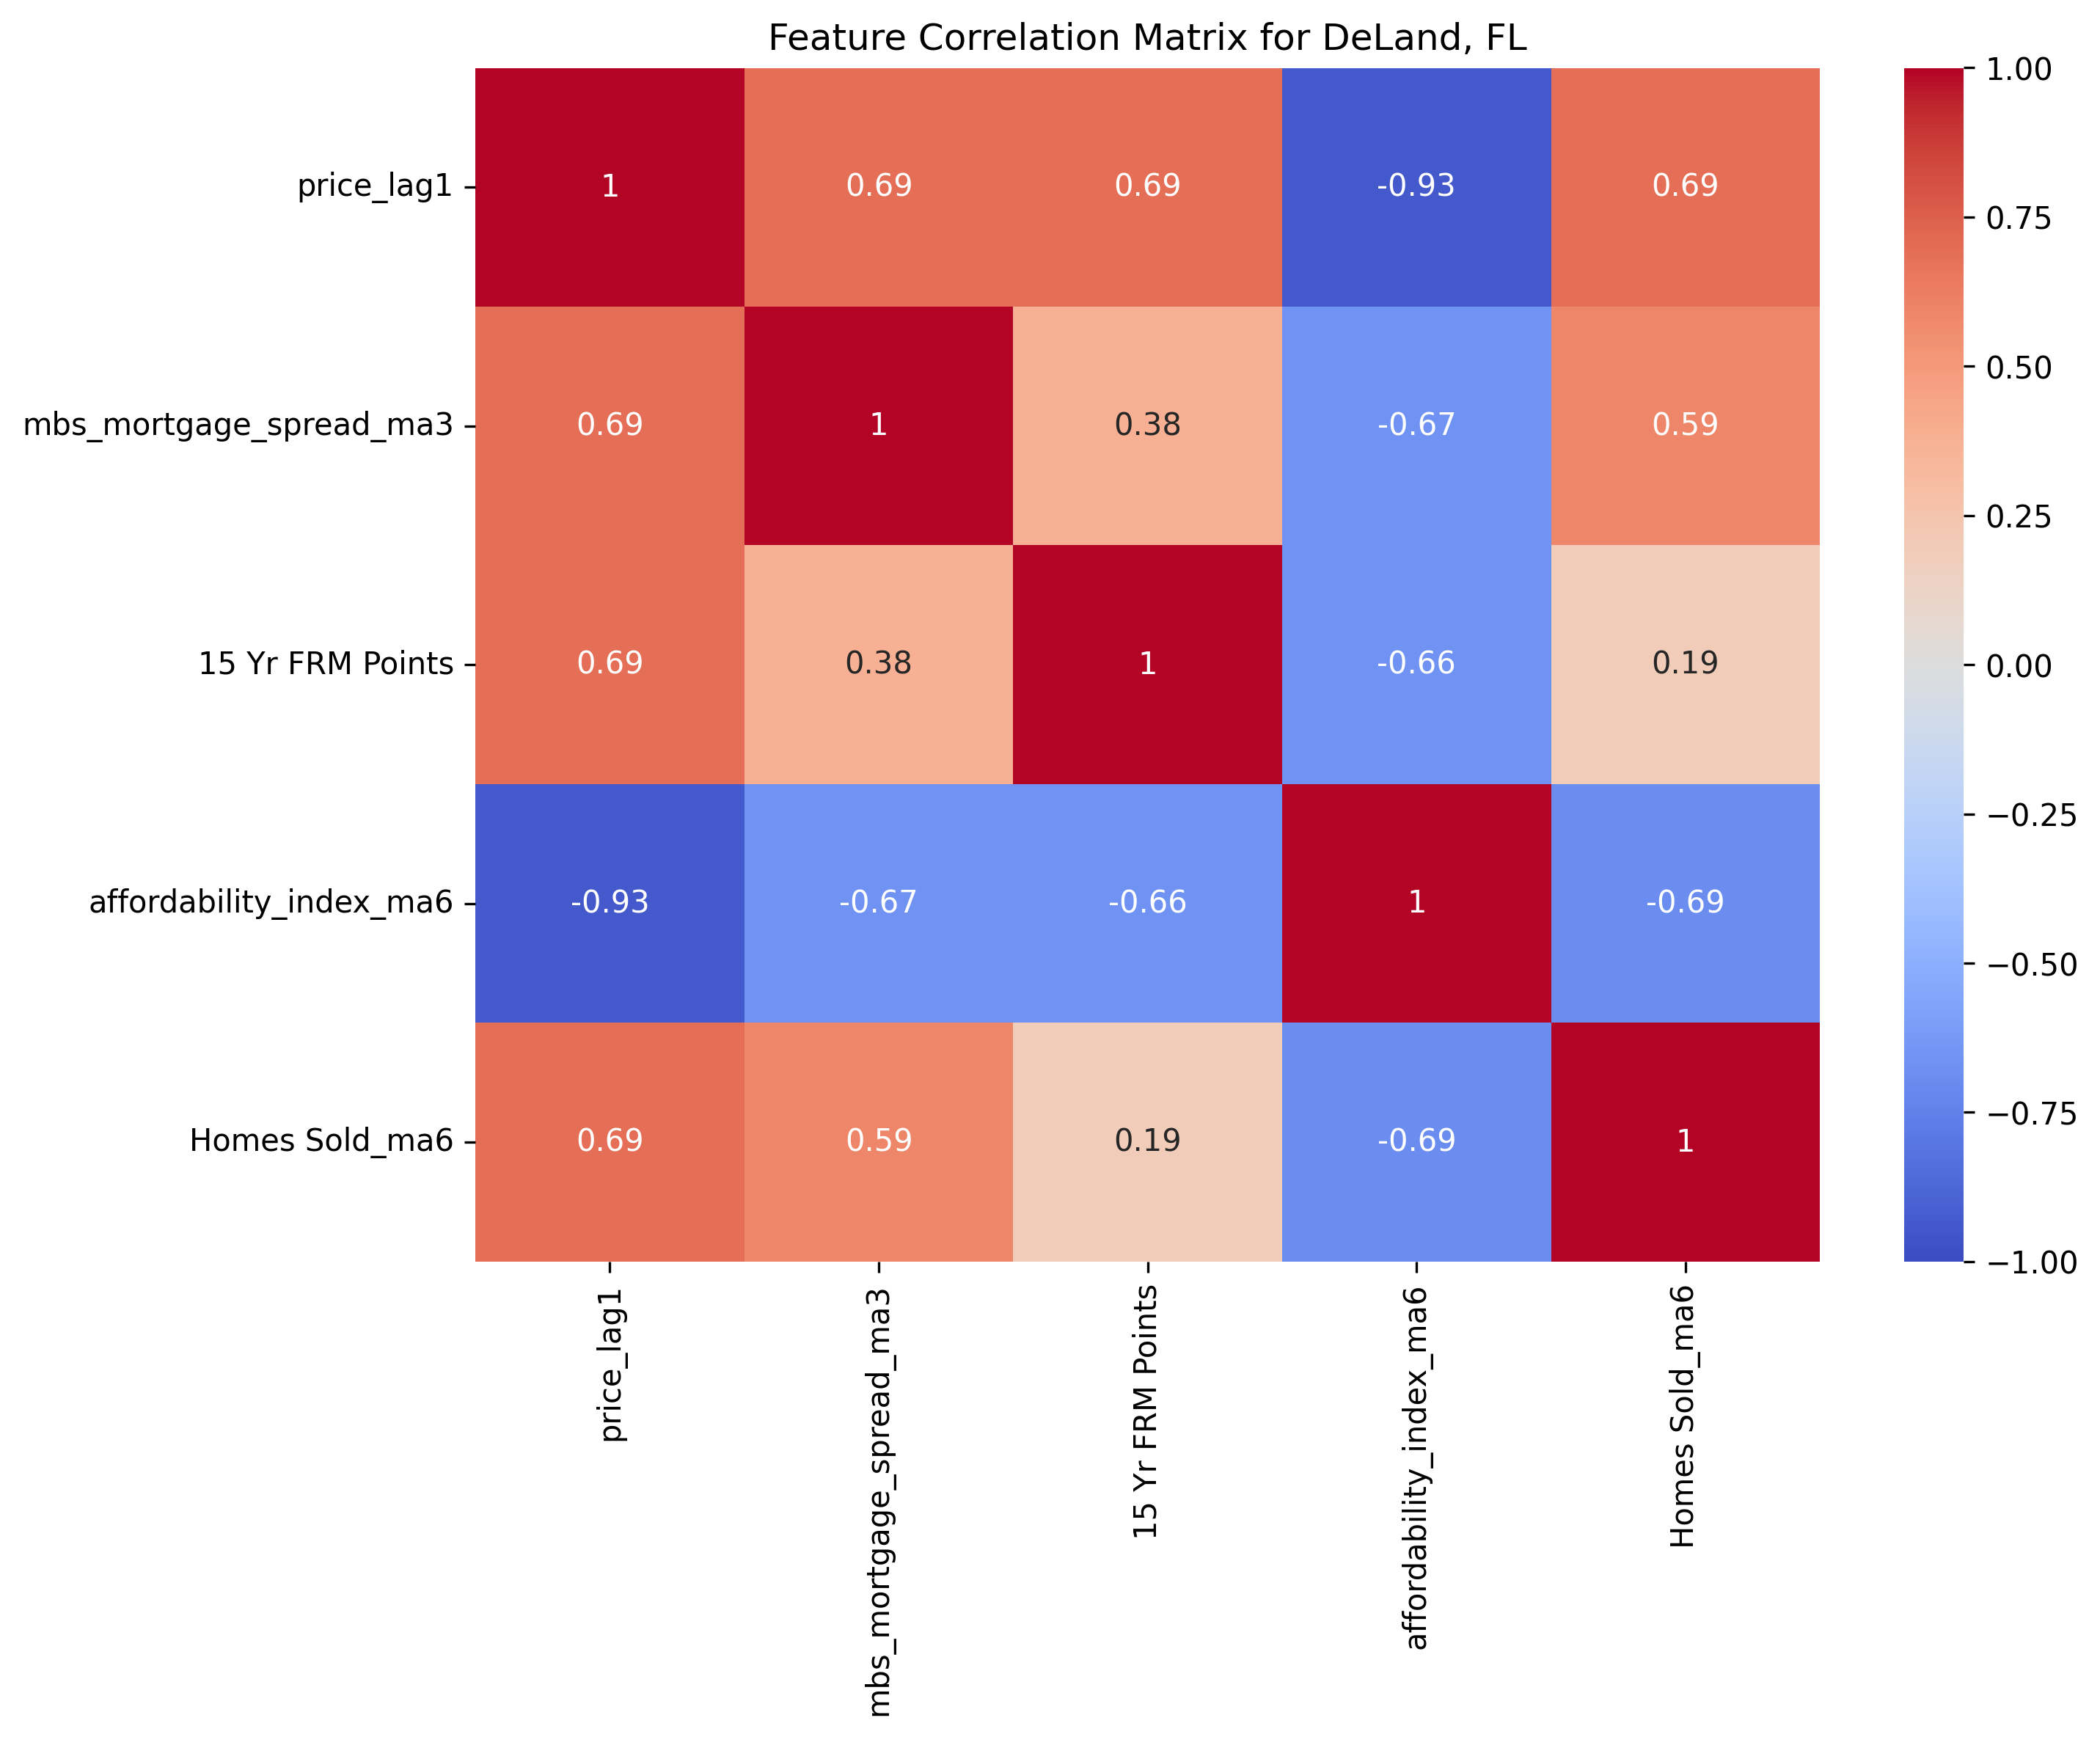 Feature Correlation Matrix for DeLand, FL
price_lag1 1 0.69 0.69 -0.93 0.69
mbs_mortgage_spread_ma3 0.69 1 0.38 -0.67 0.59
15 Yr FRM Points 0.69 0.38 1 -0.66 0.19
affordability_index_ma6 -0.93 -0.67 -0.66 1 -0.69
Homes Sold_ma6 0.69 0.59 0.19 -0.69 1
price_lag1
mbs_mortgage_spread_ma3
15 Yr FRM Points
affordability_index_ma6
Homes Sold_ma6
1.00
0.75
0.50
0.25
0.00
−0.25
−0.50
−0.75
−1.00